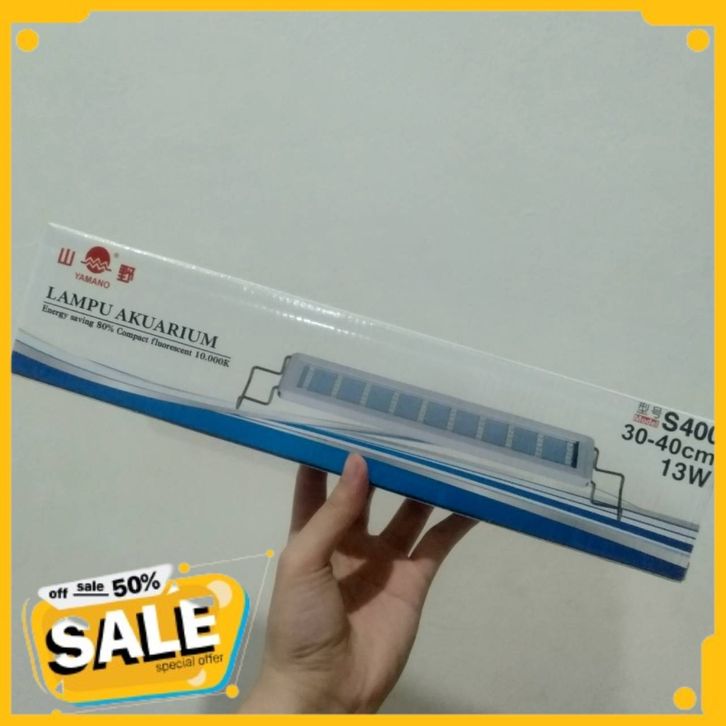 山 野
YAMANO
LAMPU AKUARIUM
Energy saving 80% Compact fluorescent 10.000K
型号 Model S400
30-40cm
13W
off sale 50%
SALE
special offer